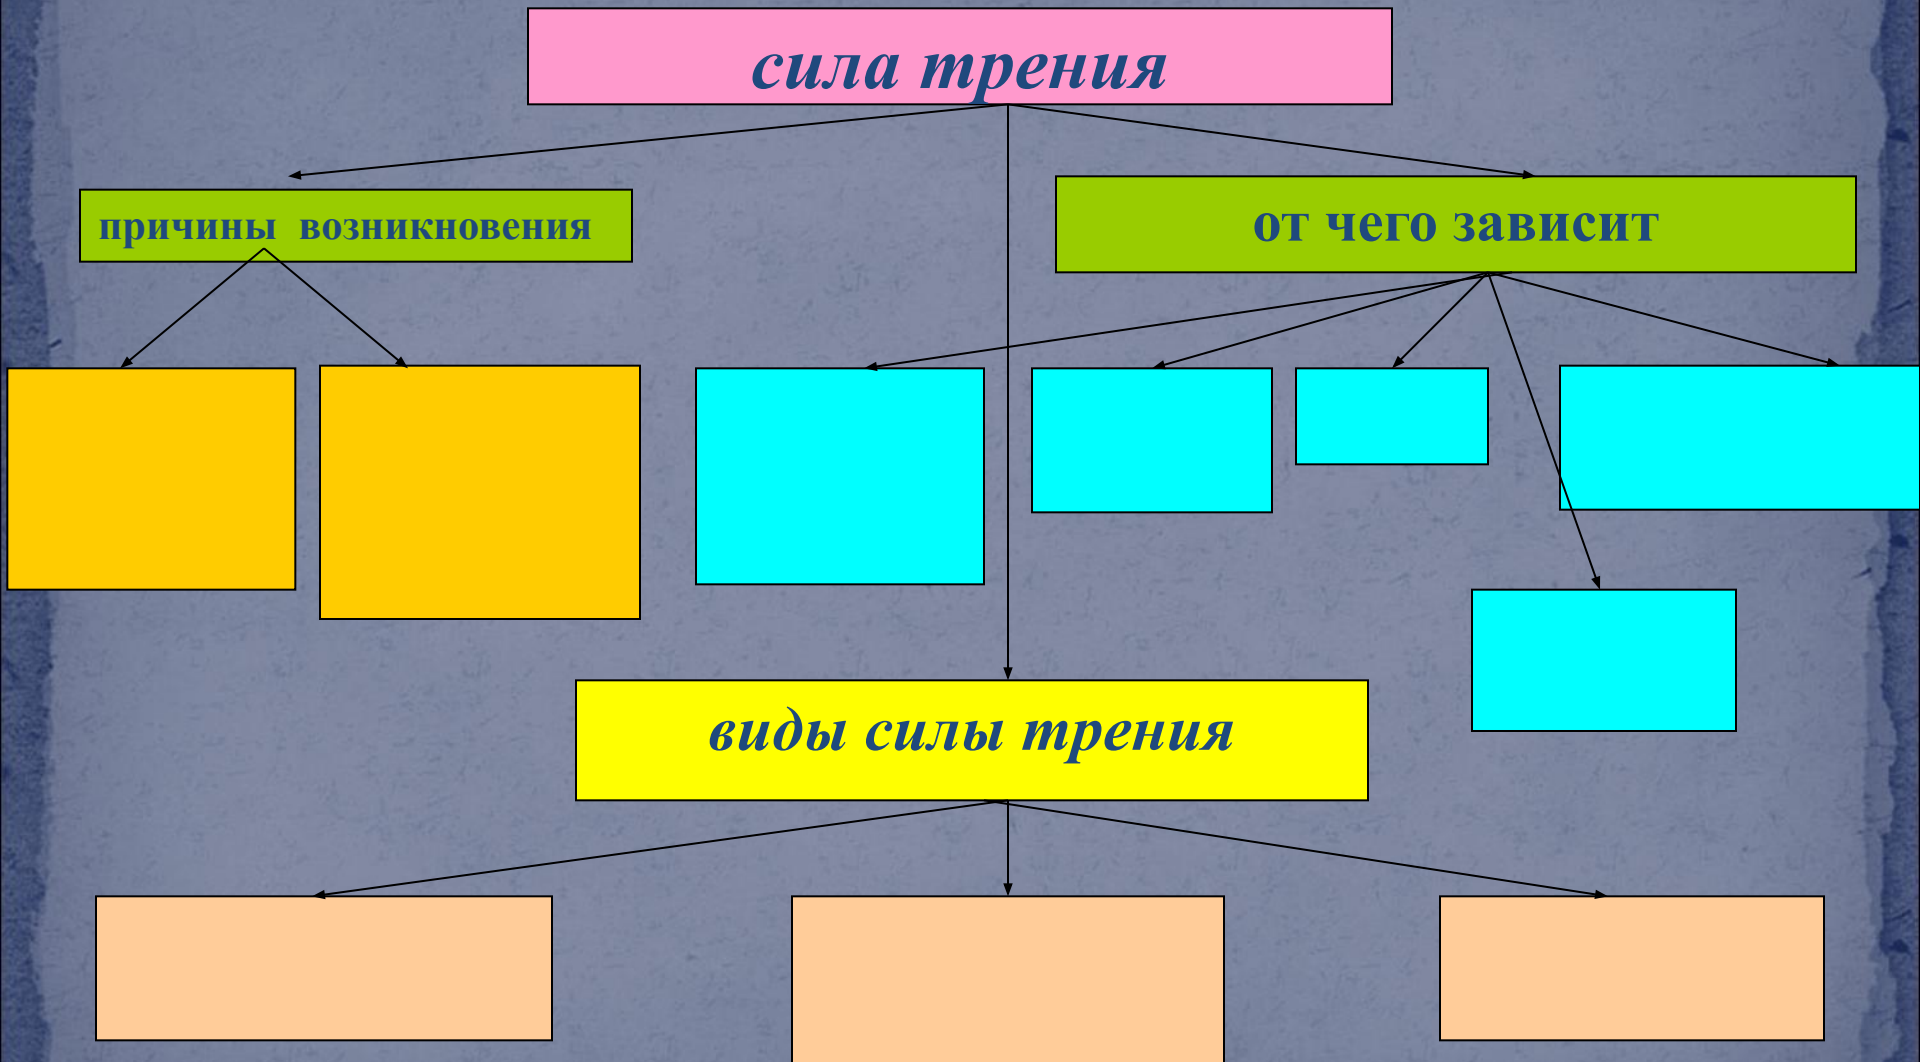 сила трения
причины возникновения
от чего зависит
виды силы трения